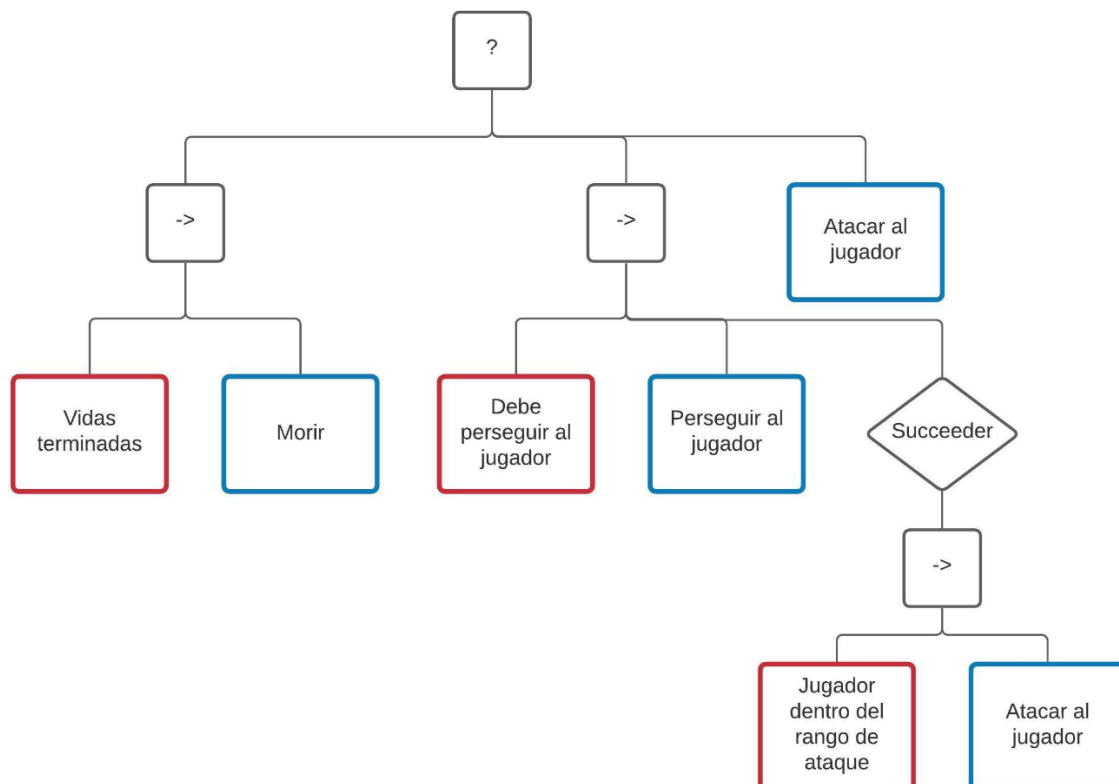 ?
->
->
Atacar al
jugador
Vidas
terminadas
Morir
Debe
perseguir al
jugador
Perseguir al
jugador
Succeeder
->
Jugador
dentro del
rango de
ataque
Atacar al
jugador